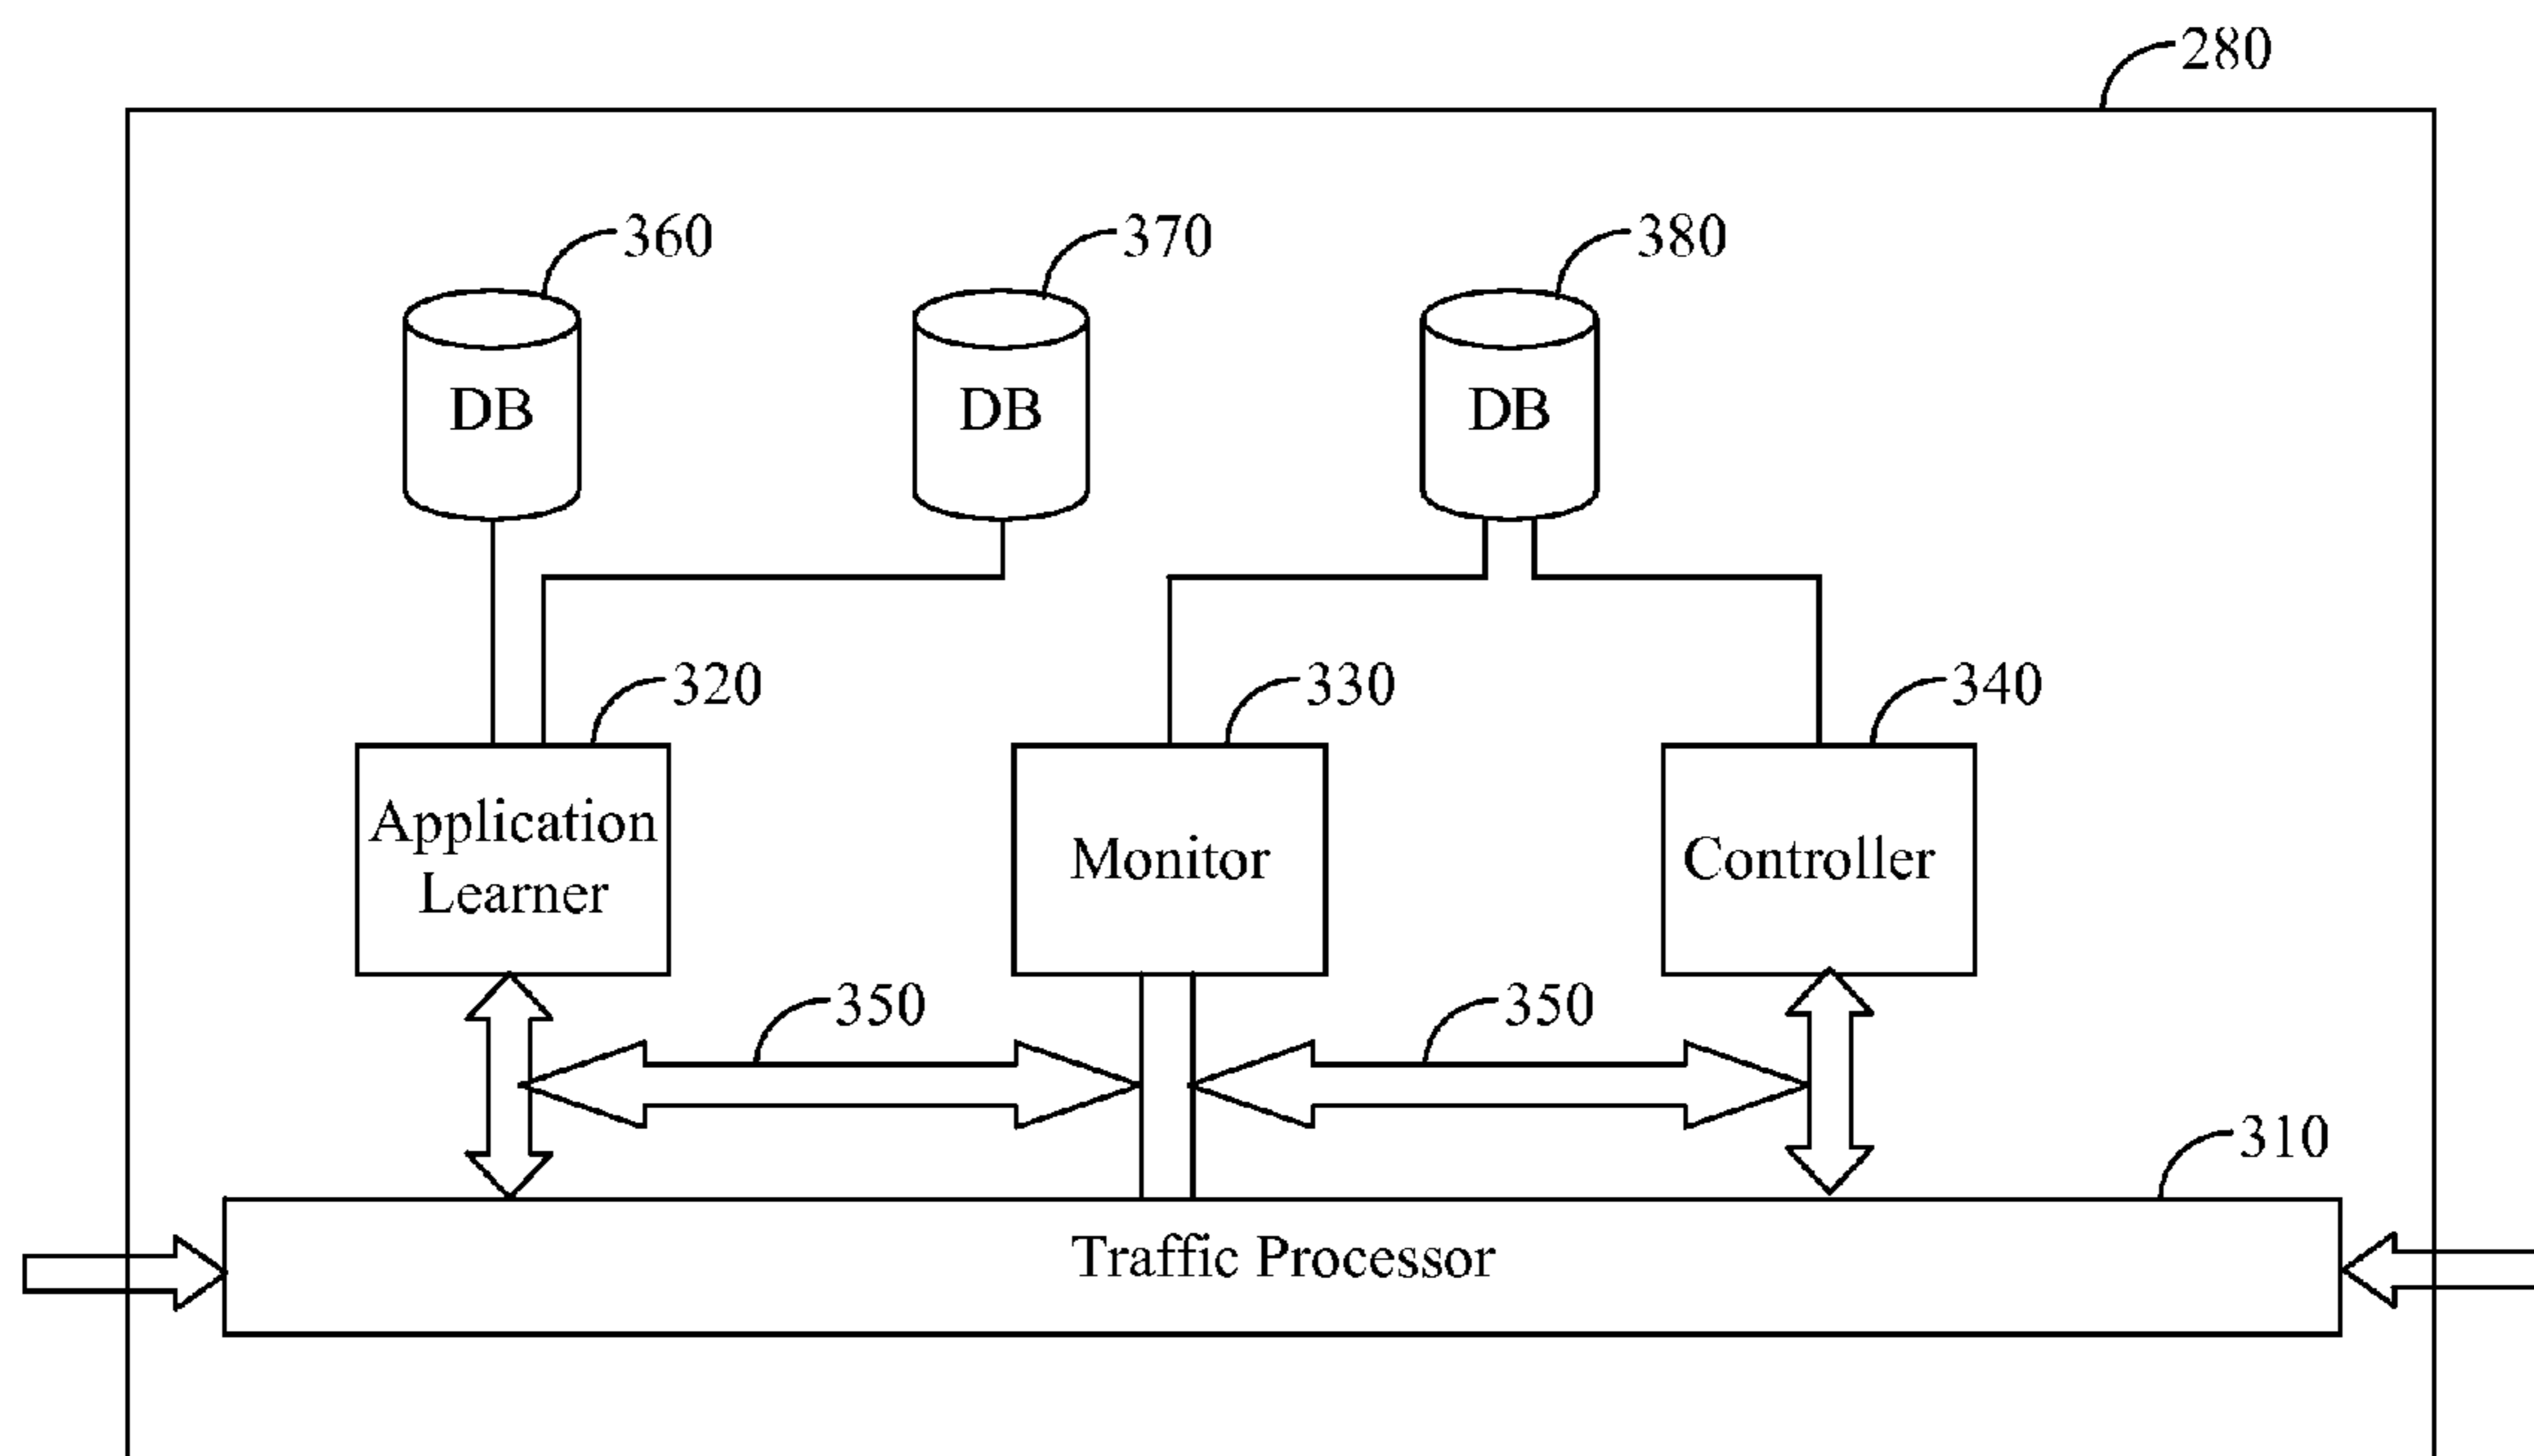 280
360
370
380
DB
DB
DB
320
330
340
Application
Learner
Monitor
Controller
350
350
310
Traffic Processor